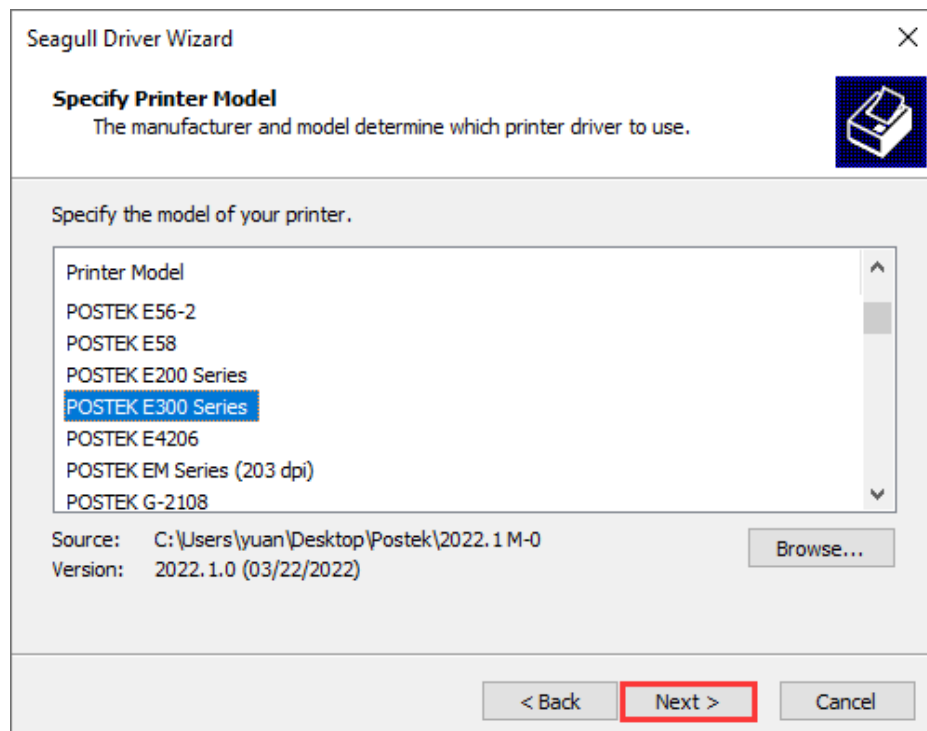 Seagull Driver Wizard
Specify Printer Model
The manufacturer and model determine which printer driver to use.
Specify the model of your printer.
Printer Model
POSTEK E56-2
POSTEK E58
POSTEK E200 Series
POSTEK E300 Series
POSTEK E4206
POSTEK EM Series (203 dpi)
POSTEK G-2108
Source: C:\Users\yuan\Desktop\Postek\2022.1 M-0
Browse...
Version: 2022.1.0 (03/22/2022)
< Back Next > Cancel